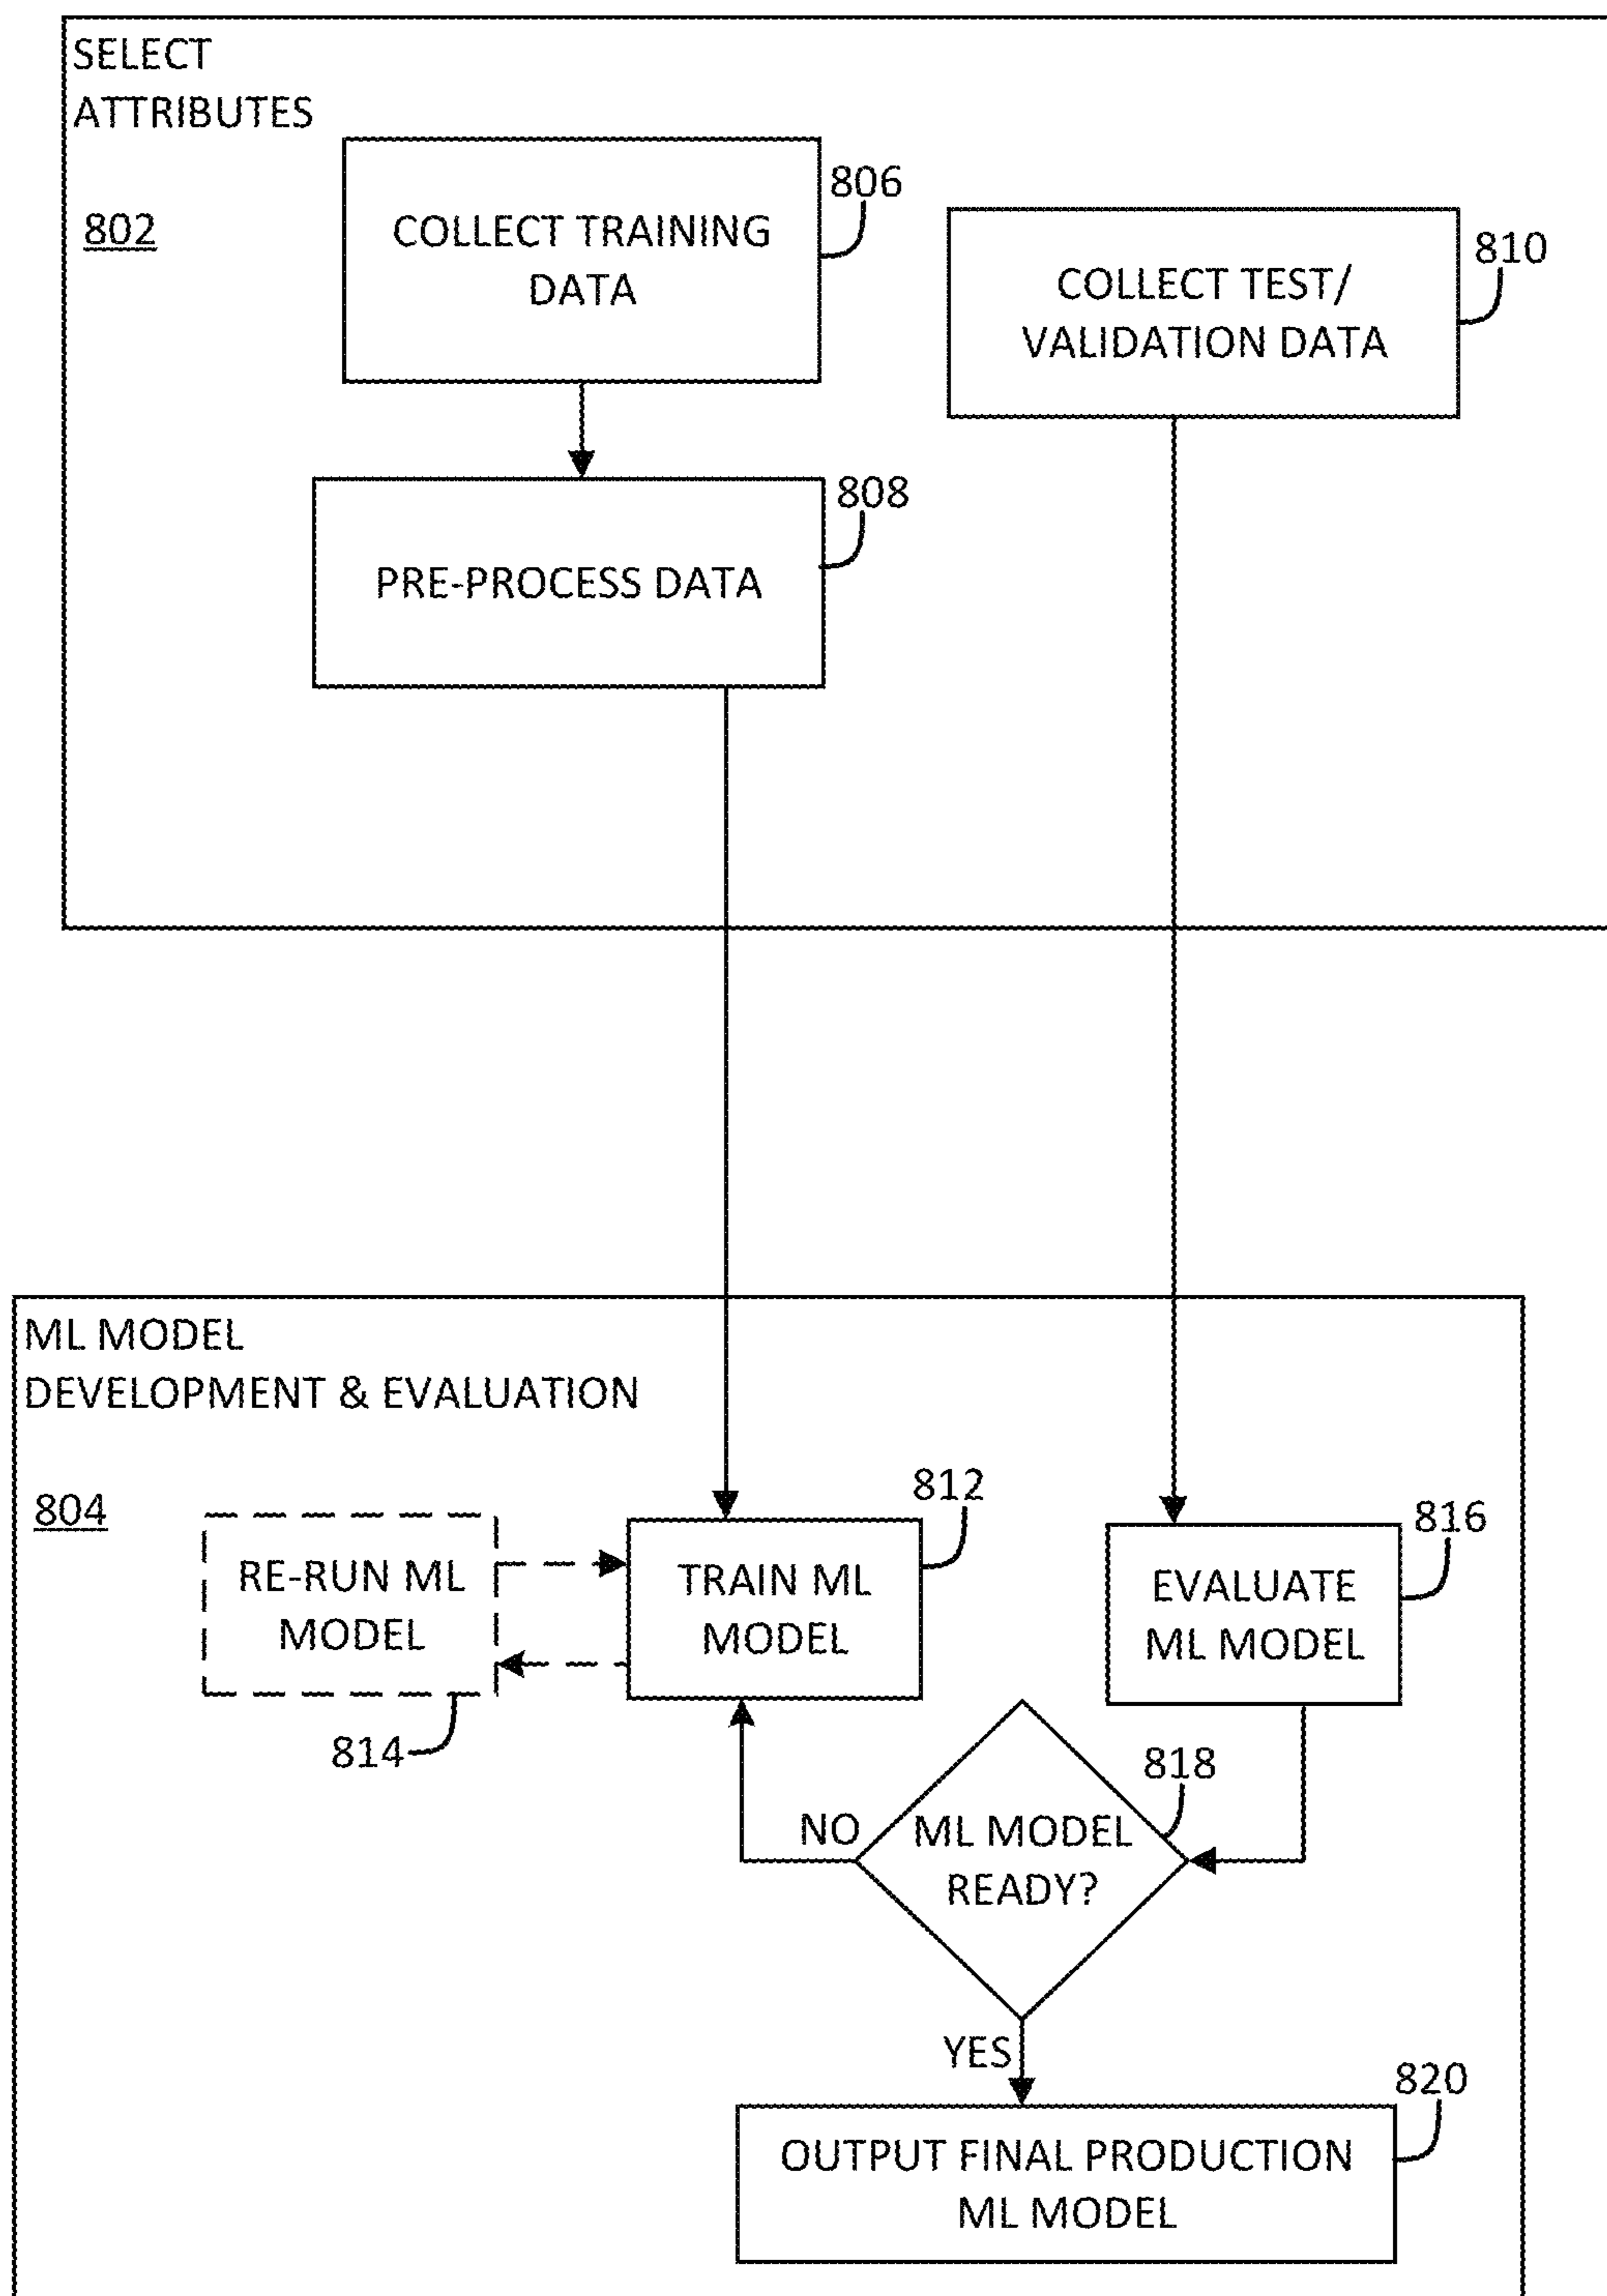 SELECT
ATTRIBUTES
802
COLLECT TRAINING
DATA
806
COLLECT TEST/
VALIDATION DATA
810
PRE-PROCESS DATA
808
ML MODEL
DEVELOPMENT & EVALUATION
804
RE-RUN ML
MODEL
814
TRAIN ML
MODEL
812
EVALUATE
ML MODEL
816
ML MODEL
READY?
818
NO
YES
OUTPUT FINAL PRODUCTION
ML MODEL
820